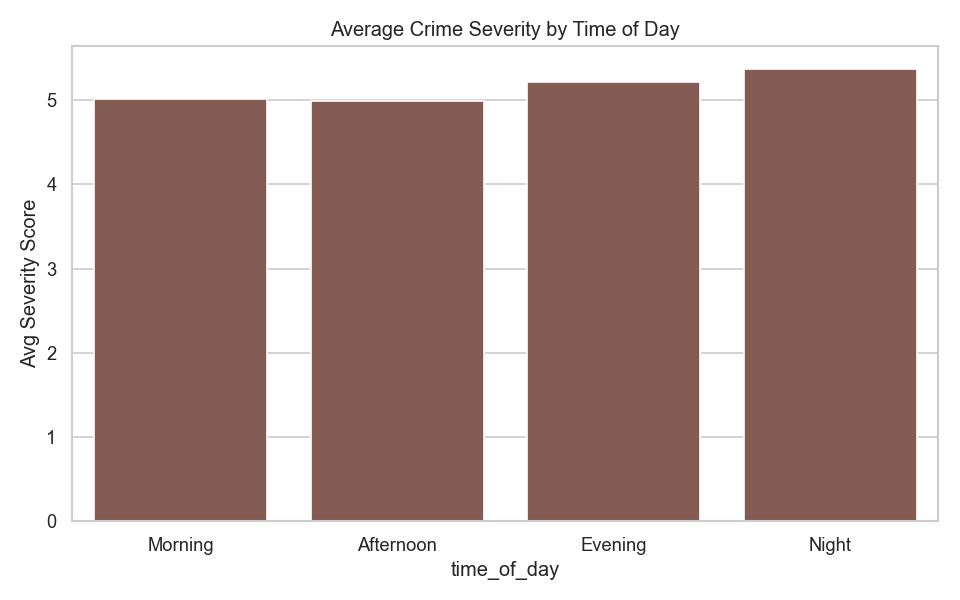 Average Crime Severity by Time of Day
Avg Severity Score
5
4
3
2
1
0
Morning
Afternoon
Evening
Night
time_of_day